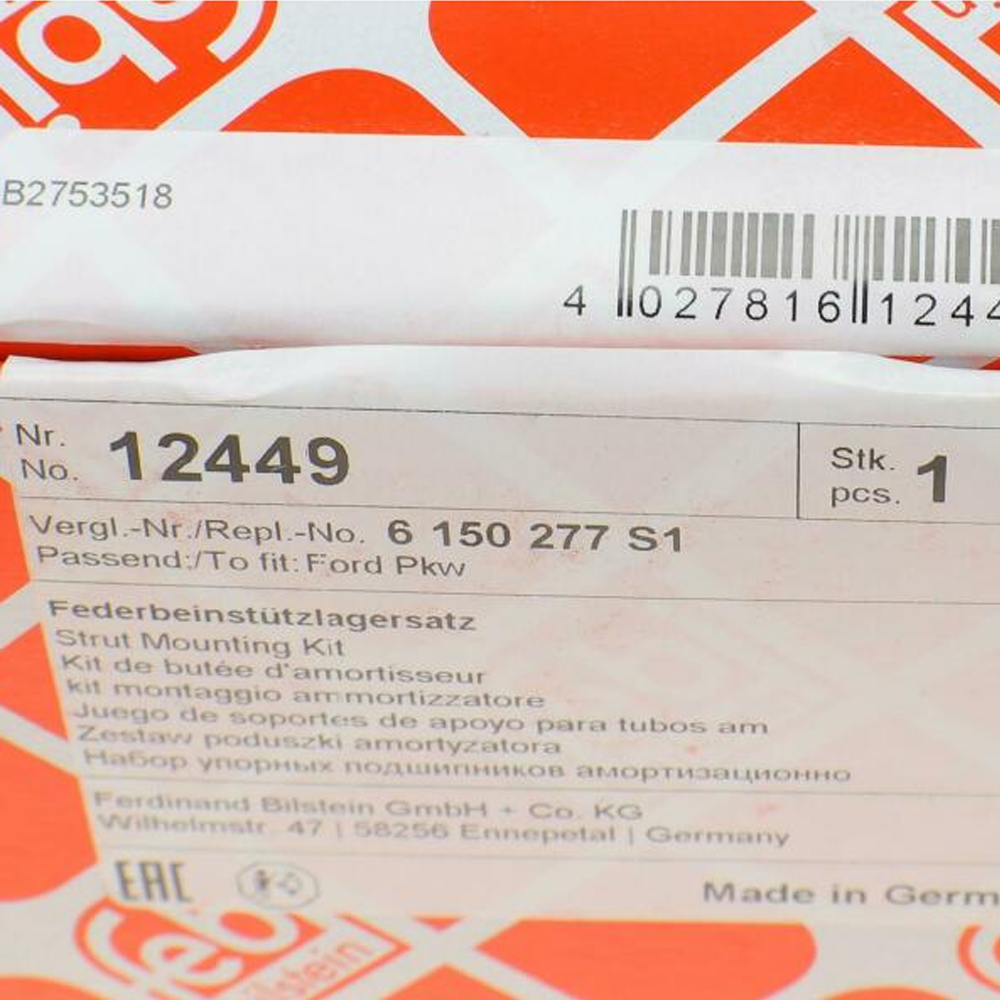 B2753518
4 027816 1244
Nr.
No. 12449
Stk.
pcs. 1
Vergl.-Nr./Repl.-No. 6 150 277 S1
Passend:/To fit: Ford Pkw
Federbeinstützlagersatz
Strut Mounting Kit
Kit de butée d'amortisseur
kit montaggio ammortizzatore
Juego de soportes de apoyo para tubos am
Zestaw poduszki amortyzatora
Набор упорных подшипников амортизационно
Ferdinand Bilstein GmbH + Co. KG
Wilhelmstr. 47 | 58256 Ennepetal | Germany
EAC
Made in Germ
feb
bilstein